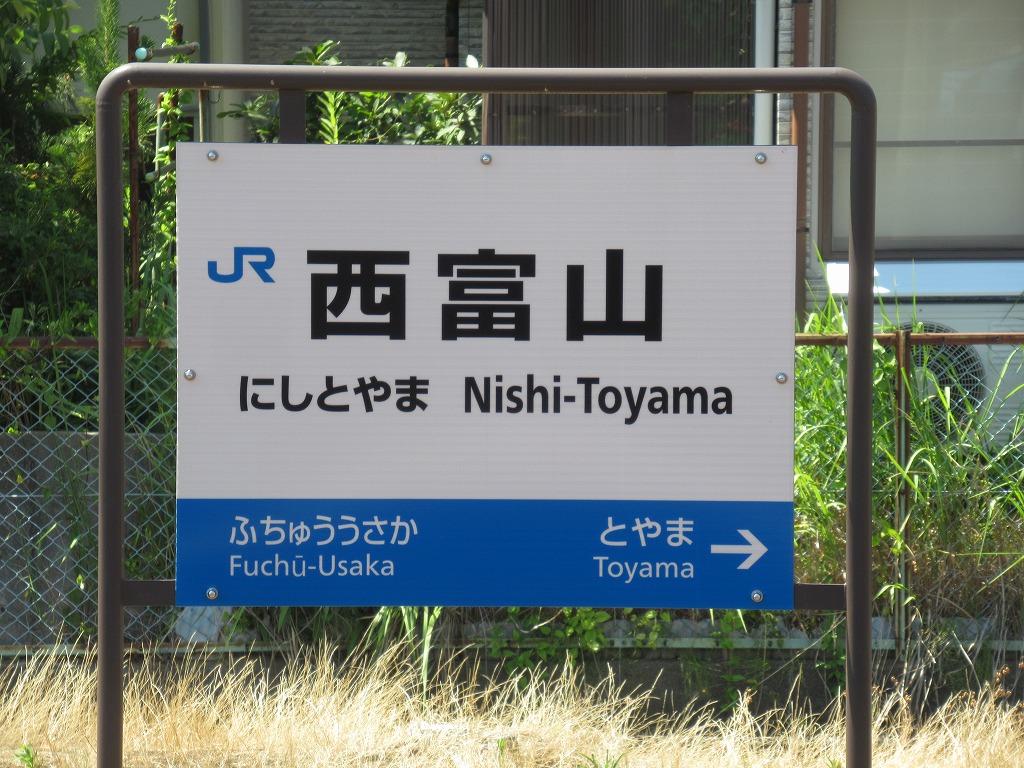 JR 西富山
にしとやま Nishi-Toyama
ふちゅううさか とやま →
Fuchū-Usaka Toyama